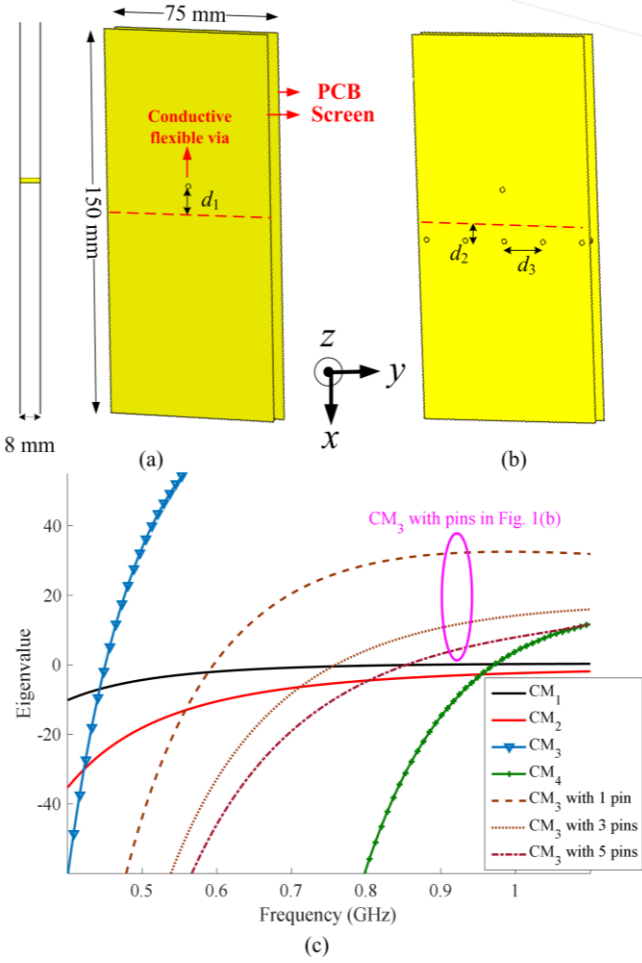 75 mm
PCB
Screen
Conductive
flexible via
d1
150 mm
d2
d3
z
y
x
8 mm
(a)
(b)
CM3 with pins in Fig. 1(b)
40
20
0
-20
-40
Eigenvalue
CM1
CM2
CM3
CM4
CM3 with 1 pin
CM3 with 3 pins
CM3 with 5 pins
0.5
0.6
0.7
0.8
0.9
1
Frequency (GHz)
(c)